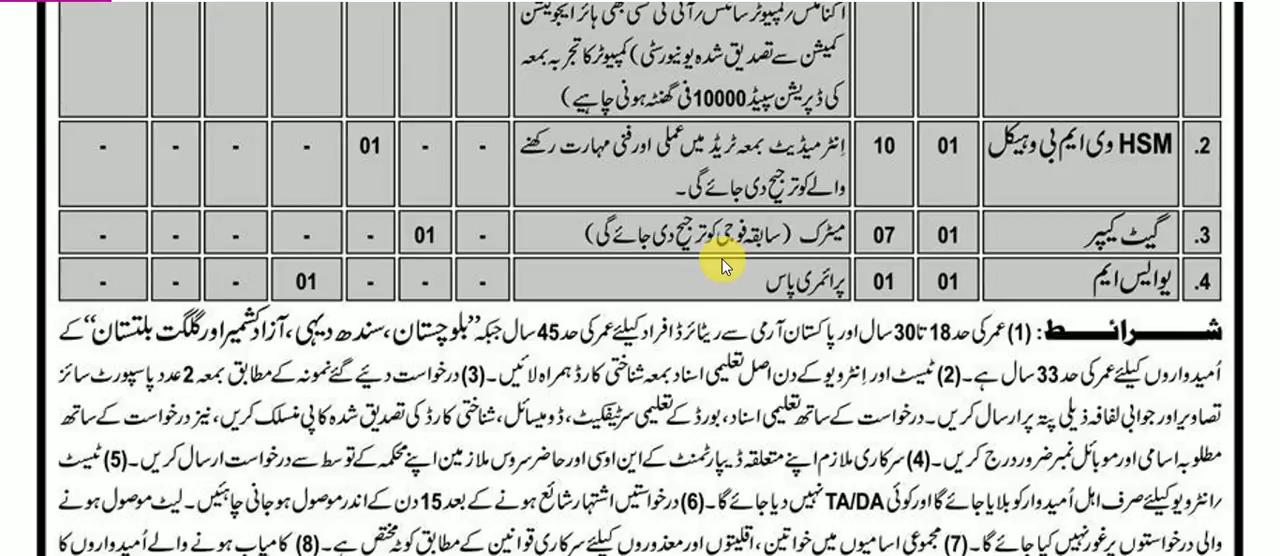 اکنامکس/کمپیوٹر سائنس/آئی ٹی کسی بھی ہائر ایجوکیشن
کمیشن سے تصدیق شدہ یونیورسٹی) کمپیوٹر کا تجربہ بمعہ
کی ڈپریشن سپیڈ 10000 فی گھنٹہ ہونی چاہیے)
2. HSM وی ایم بی وہیکل 01 10 اِنٹرمیڈیٹ بمعہ ٹریڈ میں عملی اور فنی مہارت رکھنے - - 01 - - - -
والے کو ترجیح دی جائے گی۔
3. گیٹ کیپر 01 07 میٹرک (سابقہ فوجی کو ترجیح دی جائے گی) - 01 - - - - -
4. یو ایس ایم 01 01 پرائمری پاس - - - 01 - - -
شرائط: (1) عمر کی حد 18 تا 30 سال اور پاکستان آرمی سے ریٹائرڈ افراد کیلئے عمر کی حد 45 سال جبکہ "بلوچستان، سندھ دیہی، آزاد کشمیر اور گلگت بلتستان" کے
اُمیدواروں کیلئے عمر کی حد 33 سال ہے۔ (2) ٹیسٹ اور اِنٹرویو کے دن اصل تعلیمی اسناد بمعہ شناختی کارڈ ہمراہ لائیں۔ (3) درخواست دیئے گئے نمونہ کے مطابق بمعہ 2 عدد پاسپورٹ سائز
تصاویر اور جوابی لفافہ ذیلی پتہ پر ارسال کریں۔ درخواست کے ساتھ تعلیمی اسناد، بورڈ کے تعلیمی سرٹیفکیٹ، ڈومیسائل، شناختی کارڈ کی تصدیق شدہ کاپی منسلک کریں، نیز درخواست کے ساتھ
مطلوبہ اسامی اور موبائل نمبر ضرور درج کریں۔ (4) سرکاری ملازم اپنے متعلقہ ڈیپارٹمنٹ کے این او سی اور حاضر سروس ملازمین اپنے محکمہ کے توسط سے درخواست ارسال کریں۔ (5) ٹیسٹ
/انٹرویو کیلئے صرف اہل اُمیدوار کو بلایا جائے گا اور کوئی TA/DA نہیں دیا جائے گا۔ (6) درخواستیں اشتہار شائع ہونے کے بعد 15 دن کے اندر موصول ہو جانی چاہئیں۔ لیٹ موصول ہونے
والی درخواستوں پر غور نہیں کیا جائے گا۔ (7) مجموعی اسامیوں میں خواتین، اقلیتوں اور معذوروں کیلئے سرکاری قوانین کے مطابق کوٹہ مختص ہے۔ (8) کامیاب ہونے والے اُمیدواروں کا